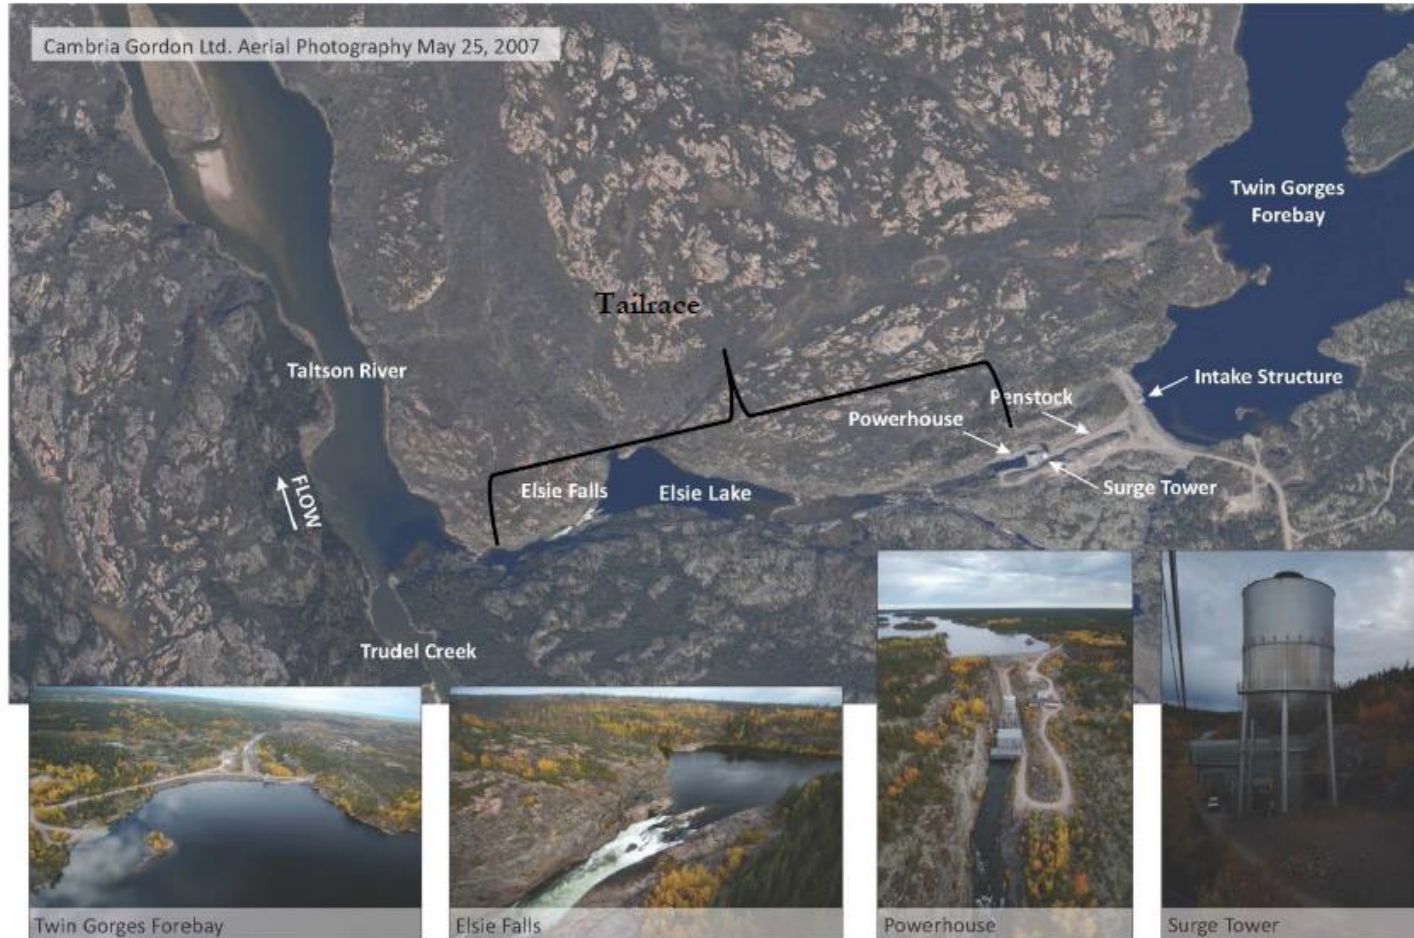 Cambria Gordon Ltd. Aerial Photography May 25, 2007
Twin Gorges
Forebay
Tailrace
Taltson River
Intake Structure
Penstock
Powerhouse
Surge Tower
Elsie Falls
Elsie Lake
FLOW
Trudel Creek
Twin Gorges Forebay
Elsie Falls
Powerhouse
Surge Tower